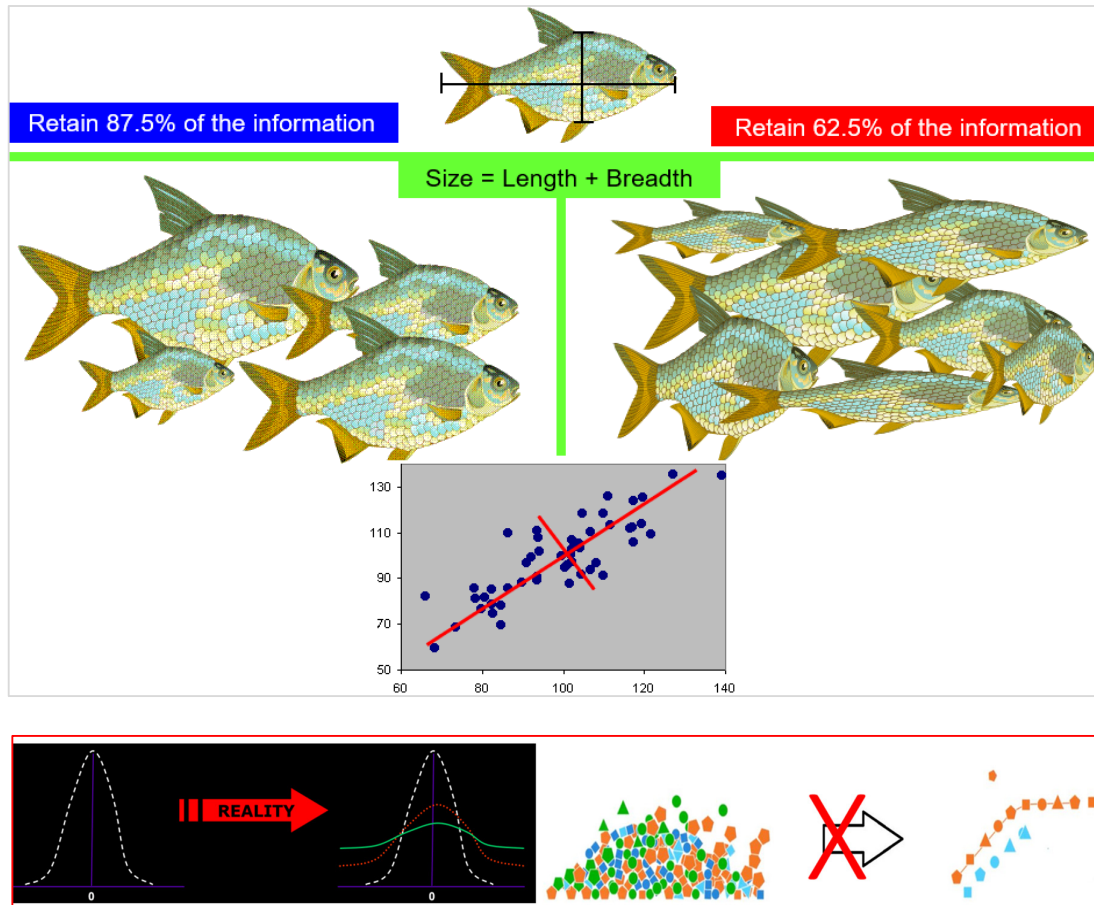 Retain 87.5% of the information
Retain 62.5% of the information
Size = Length + Breadth
130
110
90
70
50
60 80 100 120 140
REALITY
0
0